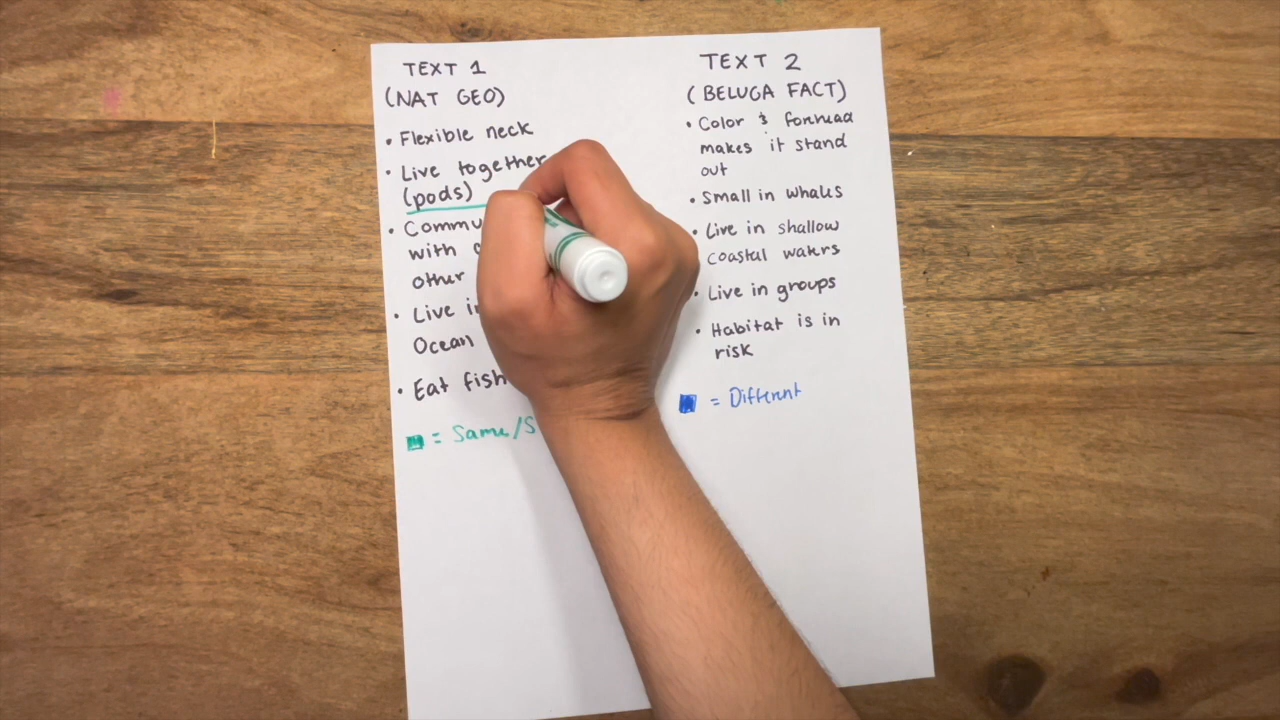 TEXT 1
(NAT GEO)
• Flexible neck
• Live together
(pods)
• Commu
with
other
• Live in
Ocean
• Eat fish
= Same/S
TEXT 2
(BELUGA FACT)
• Color & forhead
makes it stand
out
• Small in whales
• Live in shallow
coastal waters
• Live in groups
• Habitat is in
risk
= Different